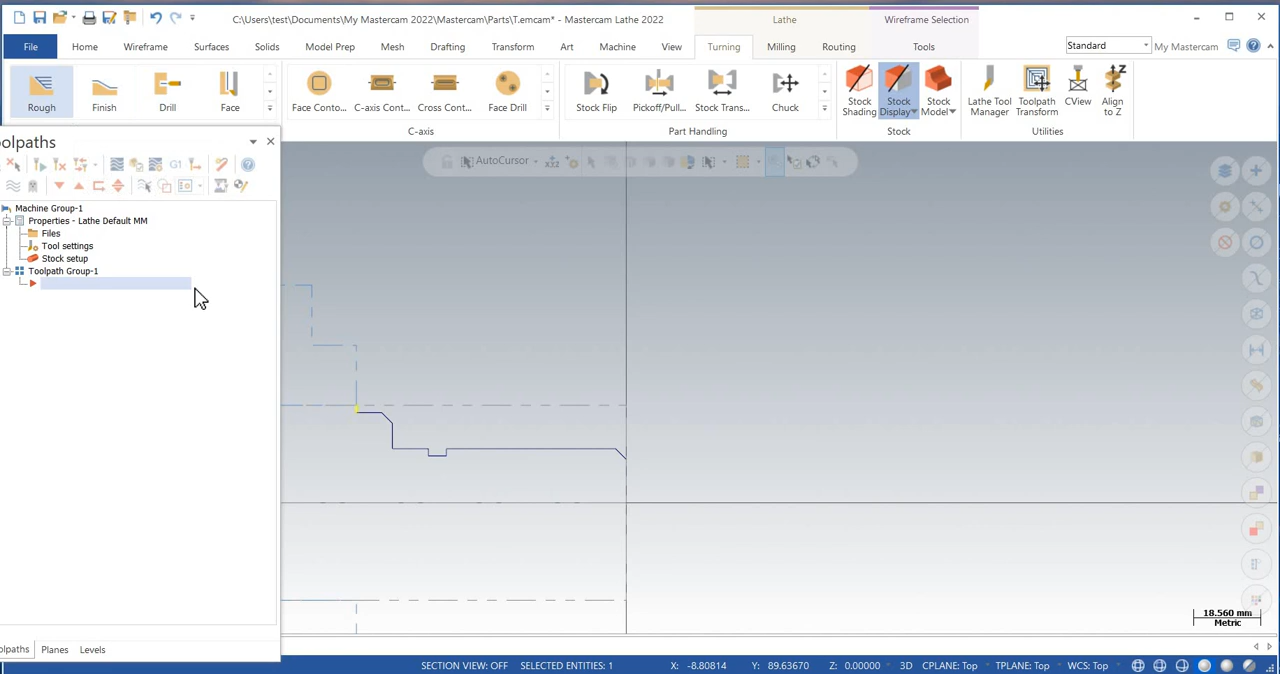 C:\Users\test\Documents\My Mastercam 2022\Mastercam\Parts\T.emcam* - Mastercam Lathe 2022
Lathe
Wireframe Selection
File
Home
Wireframe
Surfaces
Solids
Model Prep
Mesh
Drafting
Transform
Art
Machine
View
Turning
Milling
Routing
Tools
Standard
My Mastercam
Rough
Finish
Drill
Face
Face Conto...
C-axis Cont...
Cross Cont...
Face Drill
Stock Flip
Pickoff/Pull...
Stock Trans...
Chuck
Stock Shading
Stock Display
Stock Model
Lathe Tool Manager
Toolpath Transform
CView
Align to Z
C-axis
Part Handling
Stock
Utilities
oolpaths
G1
AutoCursor
Machine Group-1
Properties - Lathe Default MM
Files
Tool settings
Stock setup
Toolpath Group-1
18.560 mm
Metric
olpaths
Planes
Levels
SECTION VIEW: OFF
SELECTED ENTITIES: 1
X: -8.80814
Y: 89.63670
Z: 0.00000
3D
CPLANE: Top
TPLANE: Top
WCS: Top